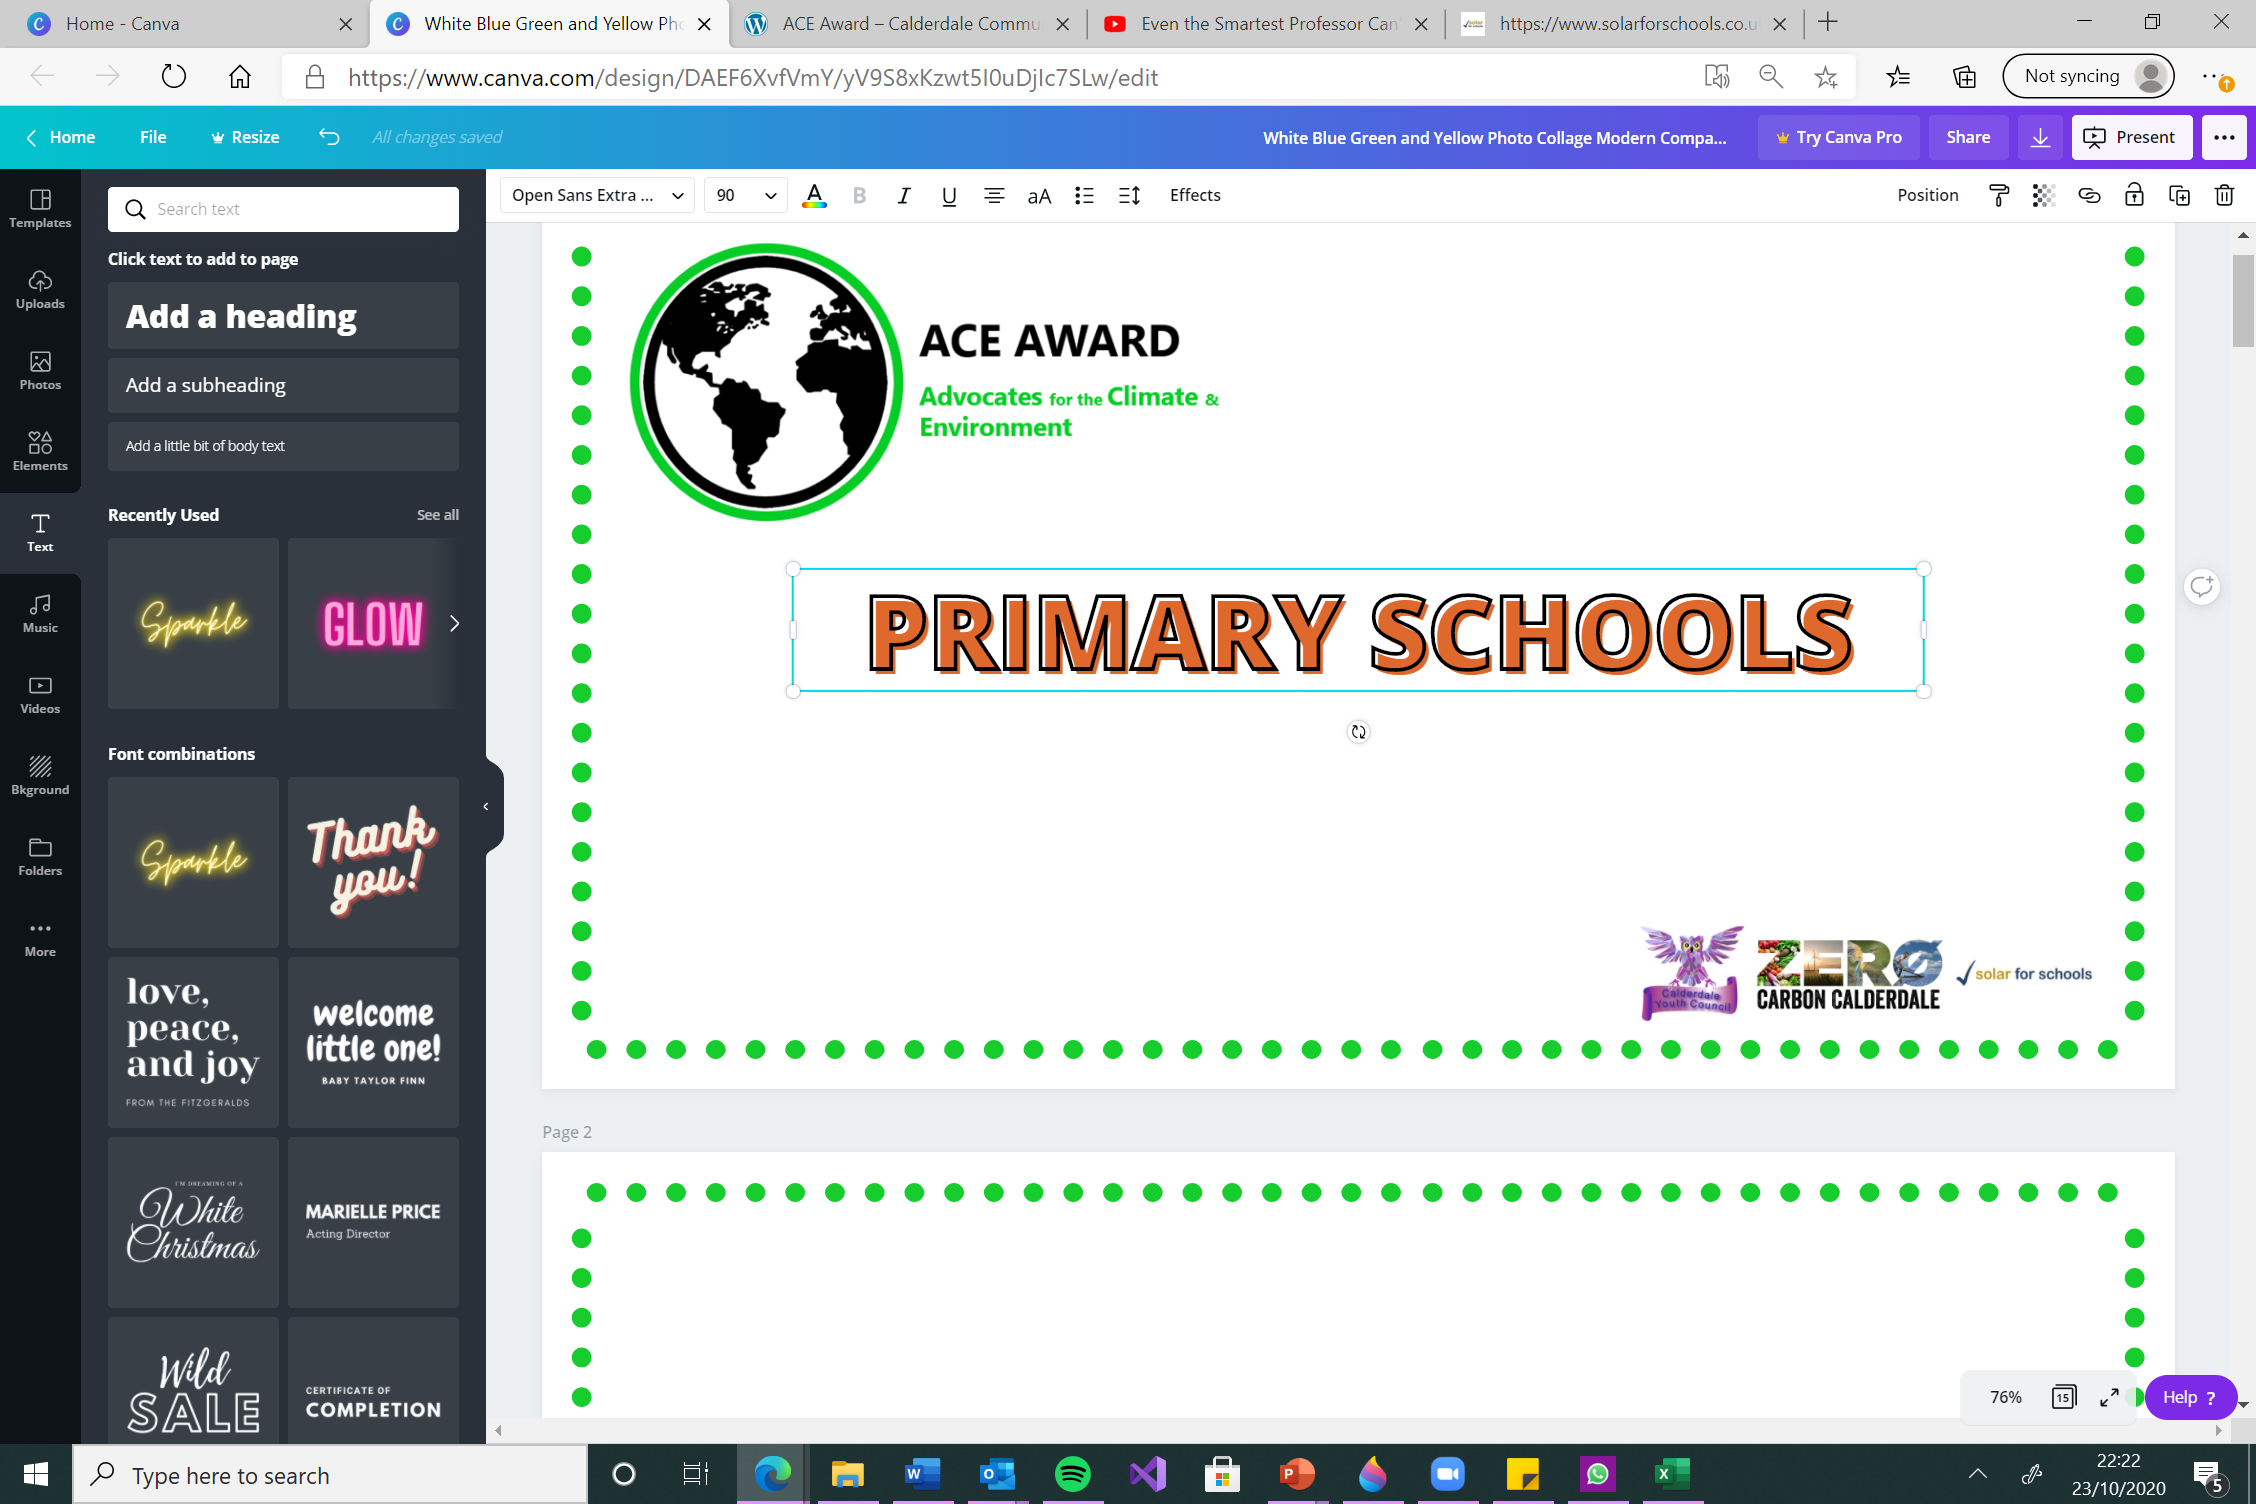 Home - Canva
White Blue Green and Yellow Pho
ACE Award – Calderdale Commu
Even the Smartest Professor Can'
https://www.solarforschools.co.u
https://www.canva.com/design/DAEF6XvfVmY/yV9S8xKzwt5I0uDjIc7SLw/edit
Not syncing
Home
File
Resize
All changes saved
White Blue Green and Yellow Photo Collage Modern Compa...
Try Canva Pro
Share
Present
Templates
Uploads
Photos
Elements
Text
Music
Videos
Bkground
Folders
More
Search text
Click text to add to page
Add a heading
Add a subheading
Add a little bit of body text
Recently Used
See all
Sparkle
GLOW
Font combinations
Sparkle
Thank
you!
love,
peace,
and joy
FROM THE FITZGERALDS
welcome
little one!
BABY TAYLOR FINN
I'M DREAMING OF A
White
Christmas
MARIELLE PRICE
Acting Director
Wild
SALE
CERTIFICATE OF
COMPLETION
Open Sans Extra ...
90
A
B
I
U
aA
Effects
Position
ACE AWARD
Advocates for the Climate &
Environment
PRIMARY SCHOOLS
Calderdale
Youth Council
ZERO
CARBON CALDERDALE
solar for schools
Page 2
76%
15
Help ?
Type here to search
22:22
23/10/2020
5